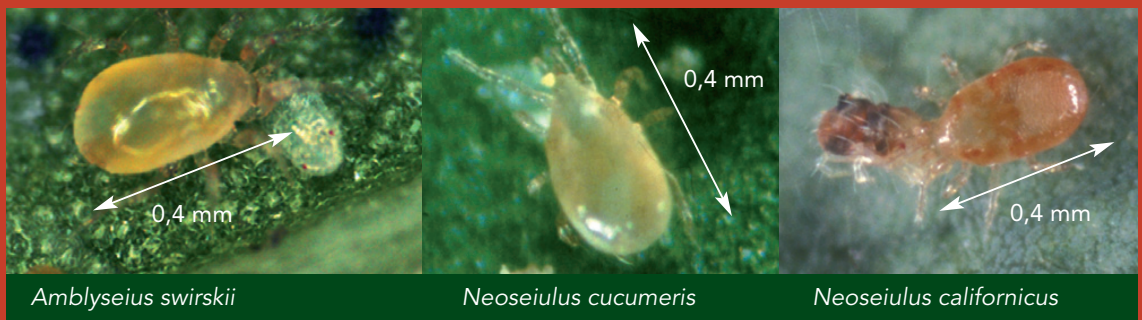 0,4 mm
0,4 mm
0,4 mm
Amblyseius swirskii
Neoseiulus cucumeris
Neoseiulus californicus